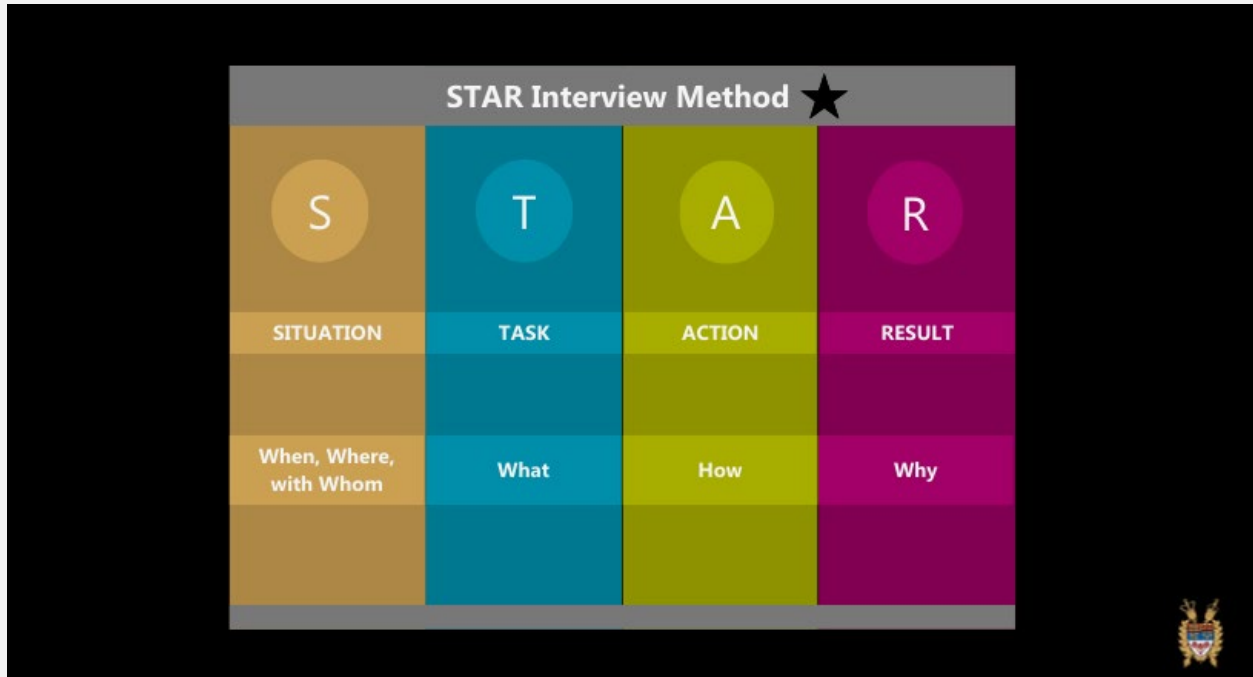 STAR Interview Method
S
T
A
R
SITUATION
TASK
ACTION
RESULT
When, Where,
with Whom
What
How
Why